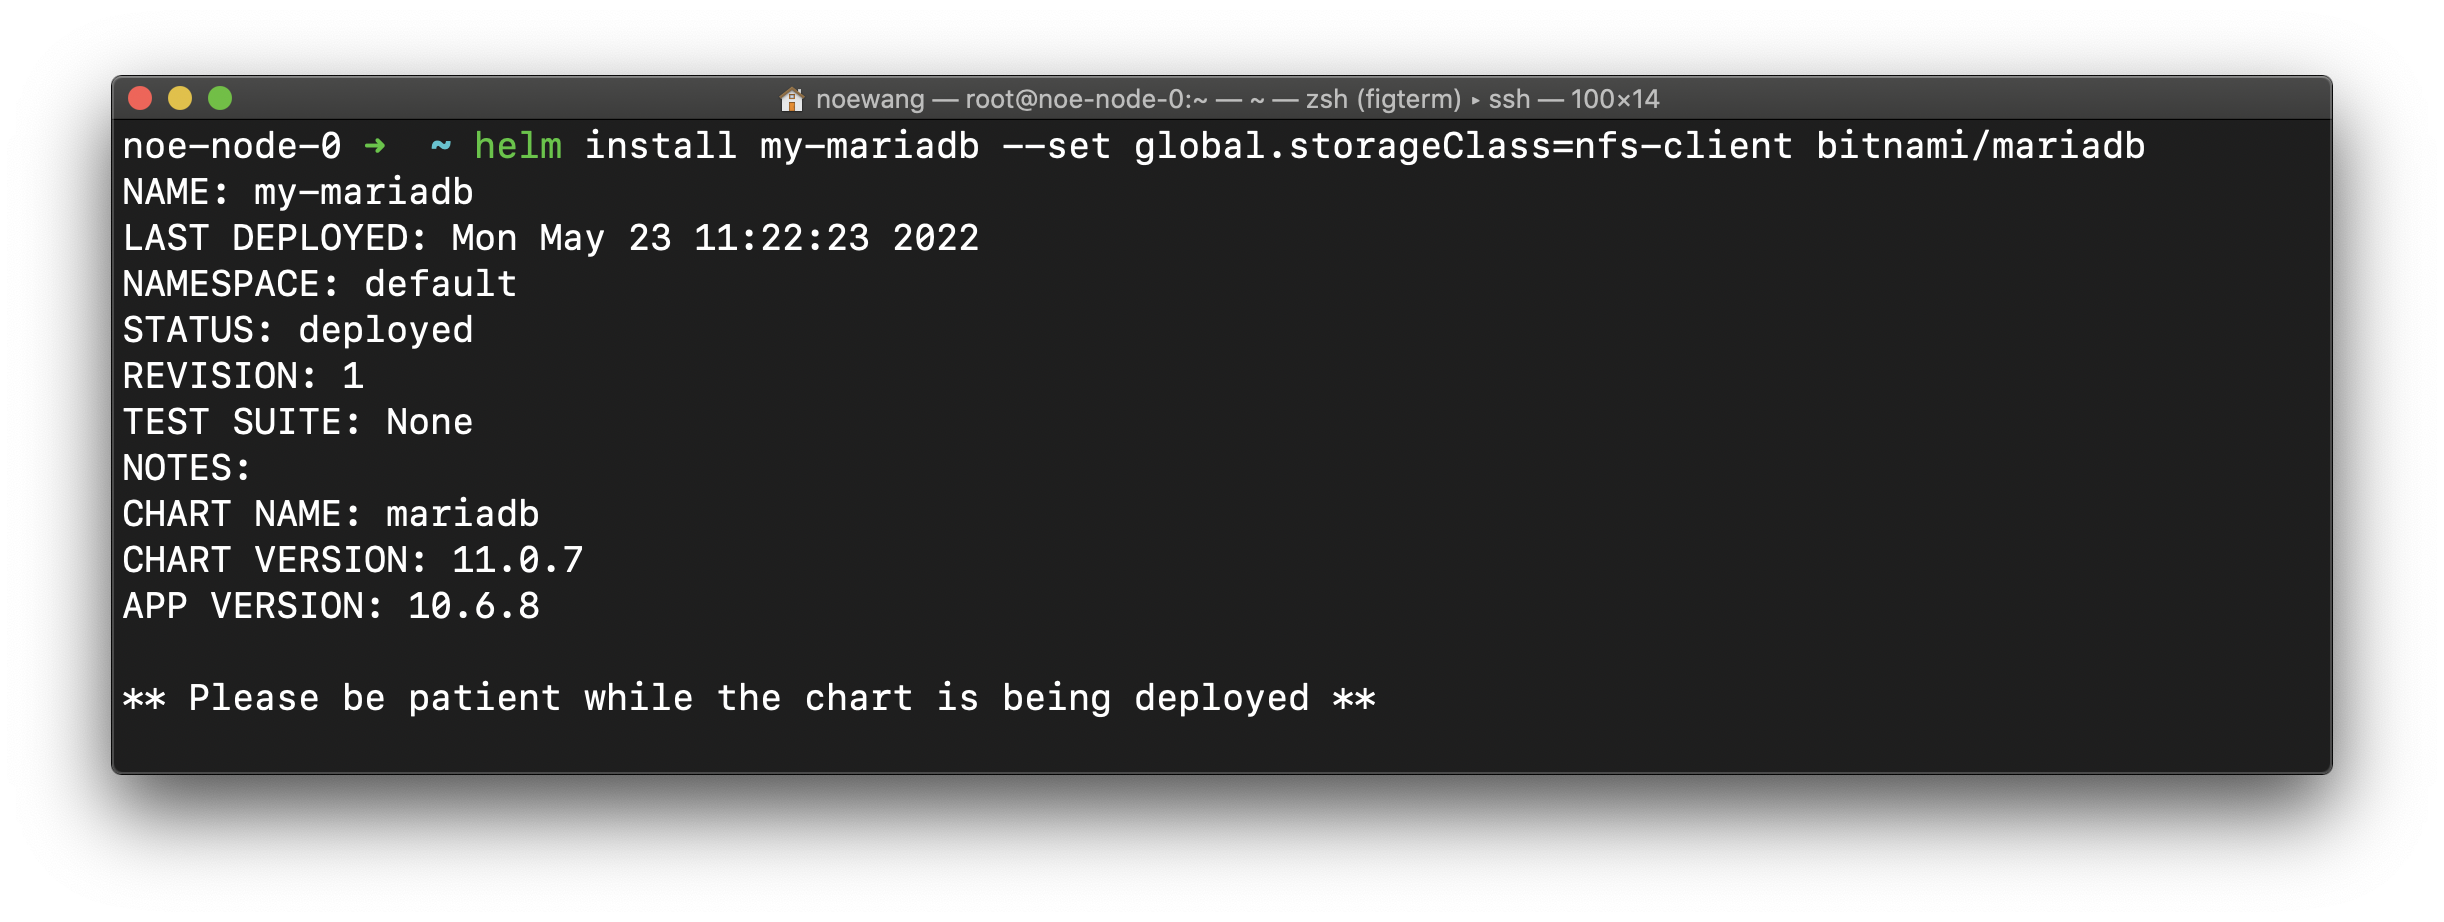 noewang — root@noe-node-0:~ — ~ — zsh (figterm) ▸ ssh — 100×14
noe-node-0 ➜  ~ helm install my-mariadb --set global.storageClass=nfs-client bitnami/mariadb
NAME: my-mariadb
LAST DEPLOYED: Mon May 23 11:22:23 2022
NAMESPACE: default
STATUS: deployed
REVISION: 1
TEST SUITE: None
NOTES:
CHART NAME: mariadb
CHART VERSION: 11.0.7
APP VERSION: 10.6.8
** Please be patient while the chart is being deployed **